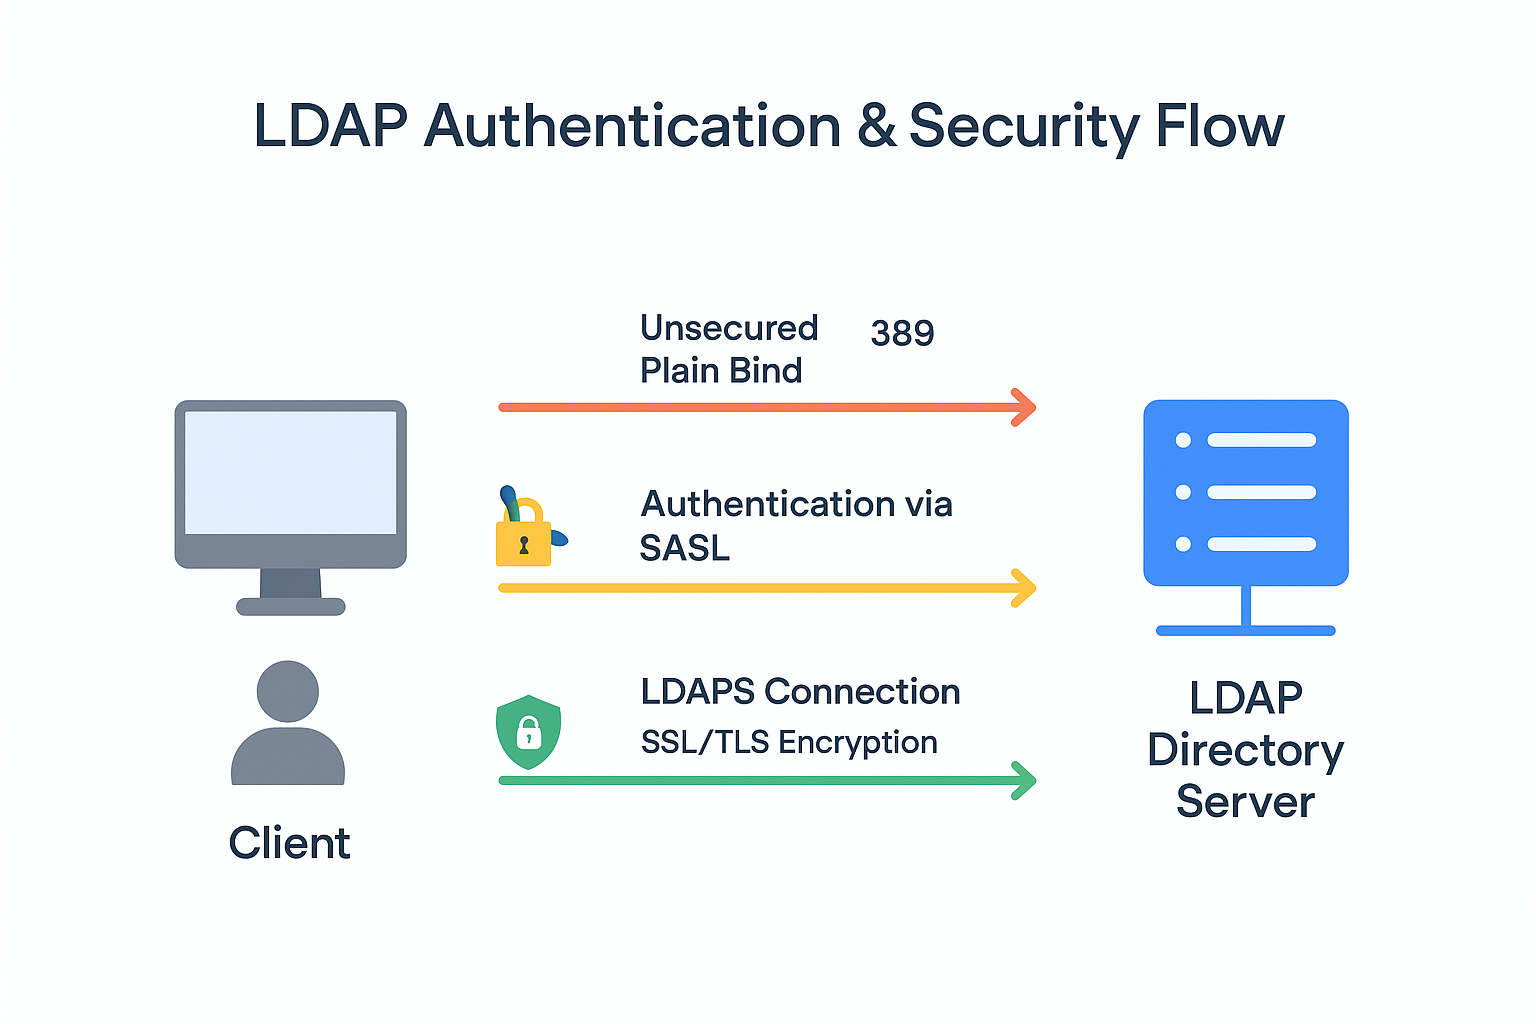 LDAP Authentication & Security Flow
Unsecured 389
Plain Bind
Authentication via
SASL
LDAPS Connection
SSL/TLS Encryption
Client
LDAP
Directory
Server